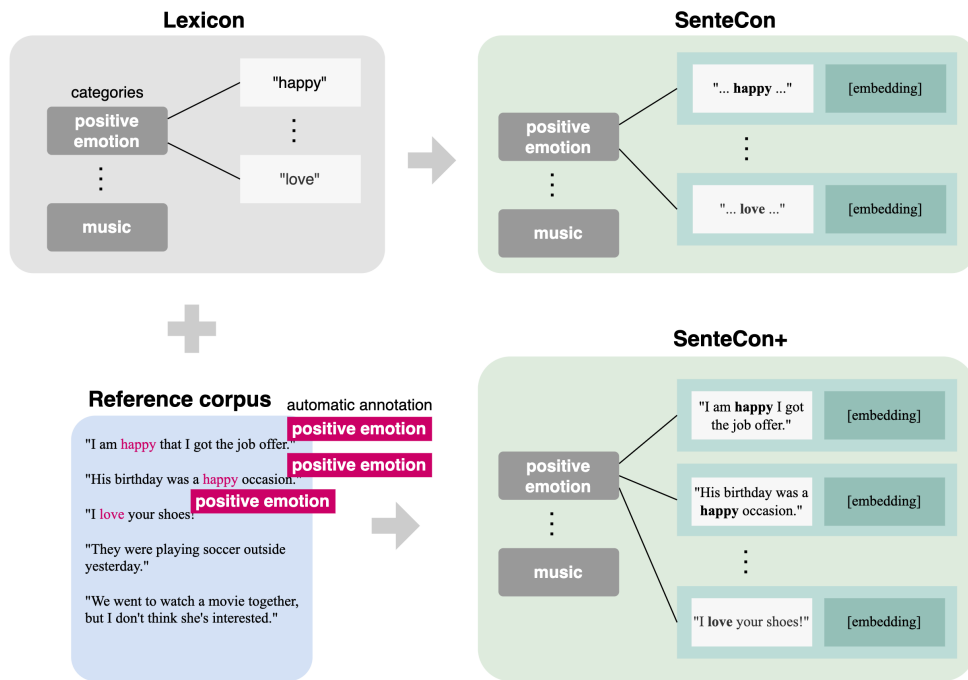 Lexicon
categories
positive
emotion
⋮
music
"happy"
⋮
"love"
SenteCon
positive
emotion
⋮
music
"... happy ..."
[embedding]
⋮
"... love ..."
[embedding]
Reference corpus
automatic annotation
positive emotion
"I am happy that I got the job offer."
positive emotion
"His birthday was a happy occasion."
positive emotion
"I love your shoes!
"They were playing soccer outside
yesterday."
"We went to watch a movie together,
but I don't think she's interested."
SenteCon+
positive
emotion
⋮
music
"I am happy I got
the job offer."
[embedding]
"His birthday was a
happy occasion."
[embedding]
⋮
"I love your shoes!"
[embedding]